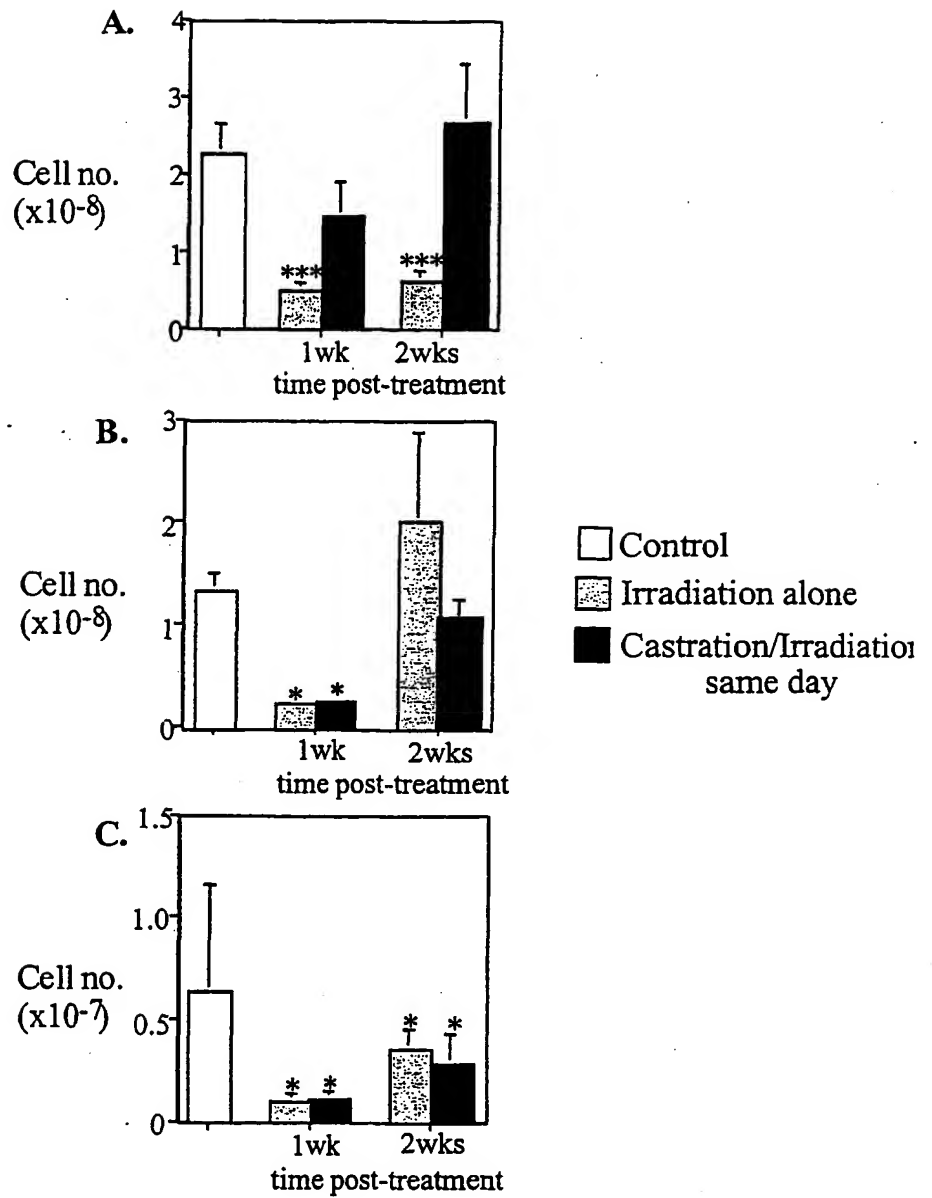 A.
4
3
2
1
0
Cell no.
(x10-8)
***
***
1wk 2wks
time post-treatment
B.
3
2
1
0
Cell no.
(x10-8)
* *
1wk 2wks
time post-treatment
Control
Irradiation alone
Castration/Irradiation
same day
C.
1.5
1.0
0.5
0
Cell no.
(x10-7)
* *
* *
1wk 2wks
time post-treatment